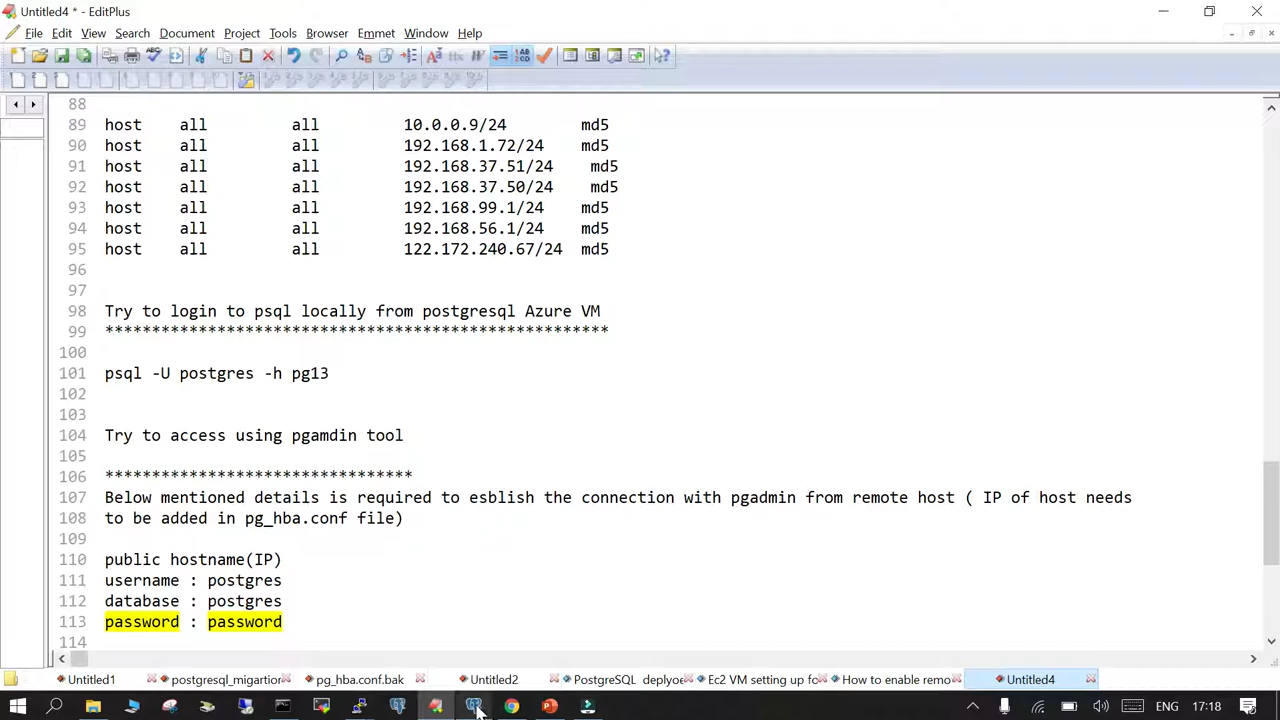 Untitled4 * - EditPlus
File Edit View Search Document Project Tools Browser Emmet Window Help
88
89 host all all 10.0.0.9/24 md5
90 host all all 192.168.1.72/24 md5
91 host all all 192.168.37.51/24 md5
92 host all all 192.168.37.50/24 md5
93 host all all 192.168.99.1/24 md5
94 host all all 192.168.56.1/24 md5
95 host all all 122.172.240.67/24 md5
96
97
98 Try to login to psql locally from postgresql Azure VM
99 ******************************************************
100
101 psql -U postgres -h pg13
102
103
104 Try to access using pgamdin tool
105
106 *********************************
107 Below mentioned details is required to esblish the connection with pgadmin from remote host ( IP of host needs
108 to be added in pg_hba.conf file)
109
110 public hostname(IP)
111 username : postgres
112 database : postgres
113 password : password
114
Untitled1 postgresql_migartior pg_hba.conf.bak Untitled2 PostgreSQL deplyoe Ec2 VM setting up fo How to enable remo Untitled4
ENG 17:18